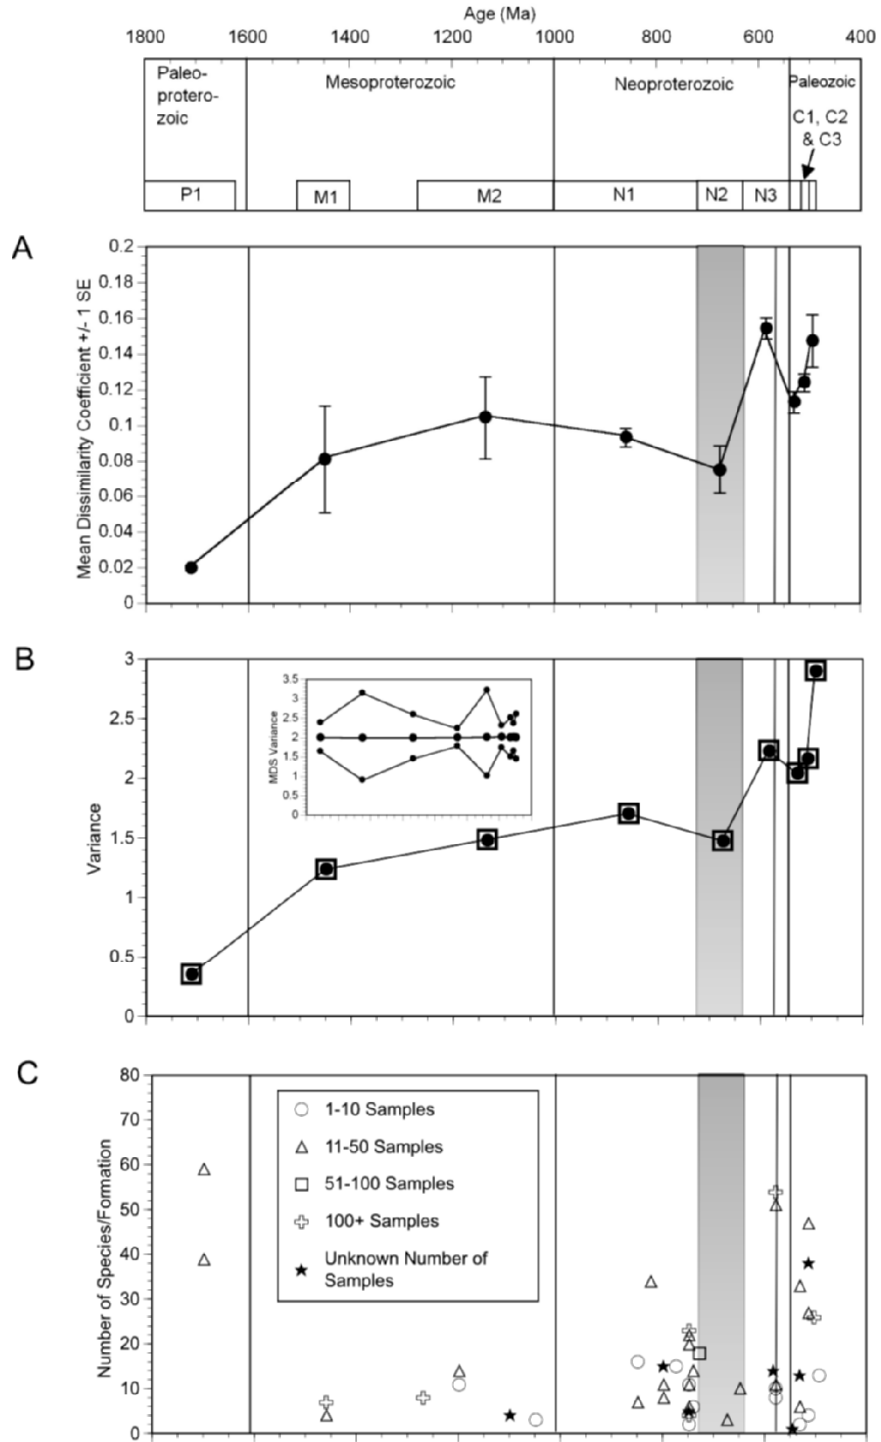 Age (Ma)
1800 1600 1400 1200 1000 800 600 400
Paleo-
protero-
zoic
Mesoproterozoic
Neoproterozoic
Paleozoic
C1, C2
& C3
P1 M1 M2 N1 N2 N3
A
Mean Dissimilarity Coefficient +/- 1 SE
0.2
0.18
0.16
0.14
0.12
0.1
0.08
0.06
0.04
0.02
0
B
Variance
3
2.5
2
1.5
1
0.5
0
MDS Variance
3.5
3
2.5
2
1.5
1
0.5
0
C
Number of Species/Formation
80
70
60
50
40
30
20
10
0
1-10 Samples
11-50 Samples
51-100 Samples
100+ Samples
Unknown Number of
Samples